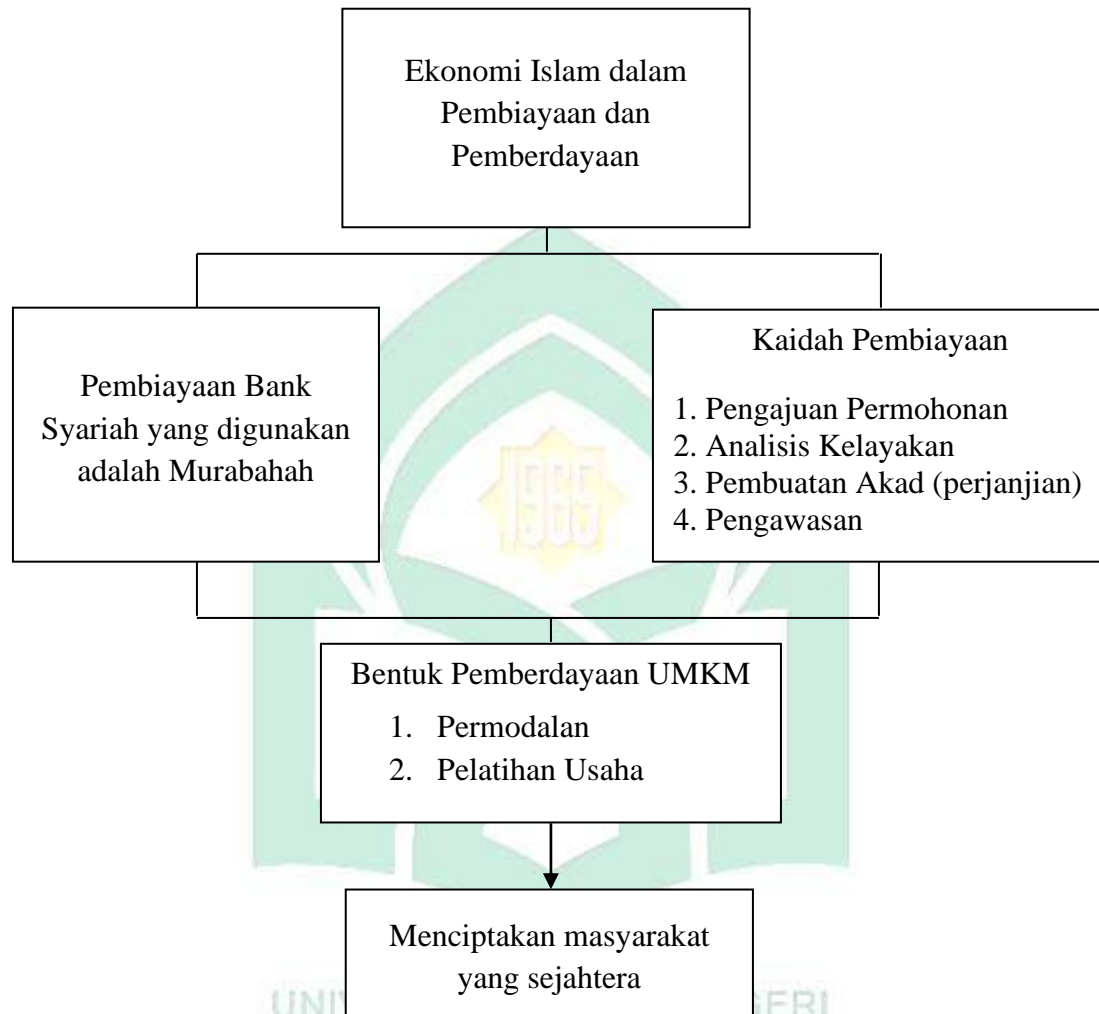 Ekonomi Islam dalam
Pembiayaan dan
Pemberdayaan
Pembiayaan Bank
Syariah yang digunakan
adalah Murabahah
Kaidah Pembiayaan
1. Pengajuan Permohonan
2. Analisis Kelayakan
3. Pembuatan Akad (perjanjian)
4. Pengawasan
1965
Bentuk Pemberdayaan UMKM
1. Permodalan
2. Pelatihan Usaha
Menciptakan masyarakat
yang sejahtera